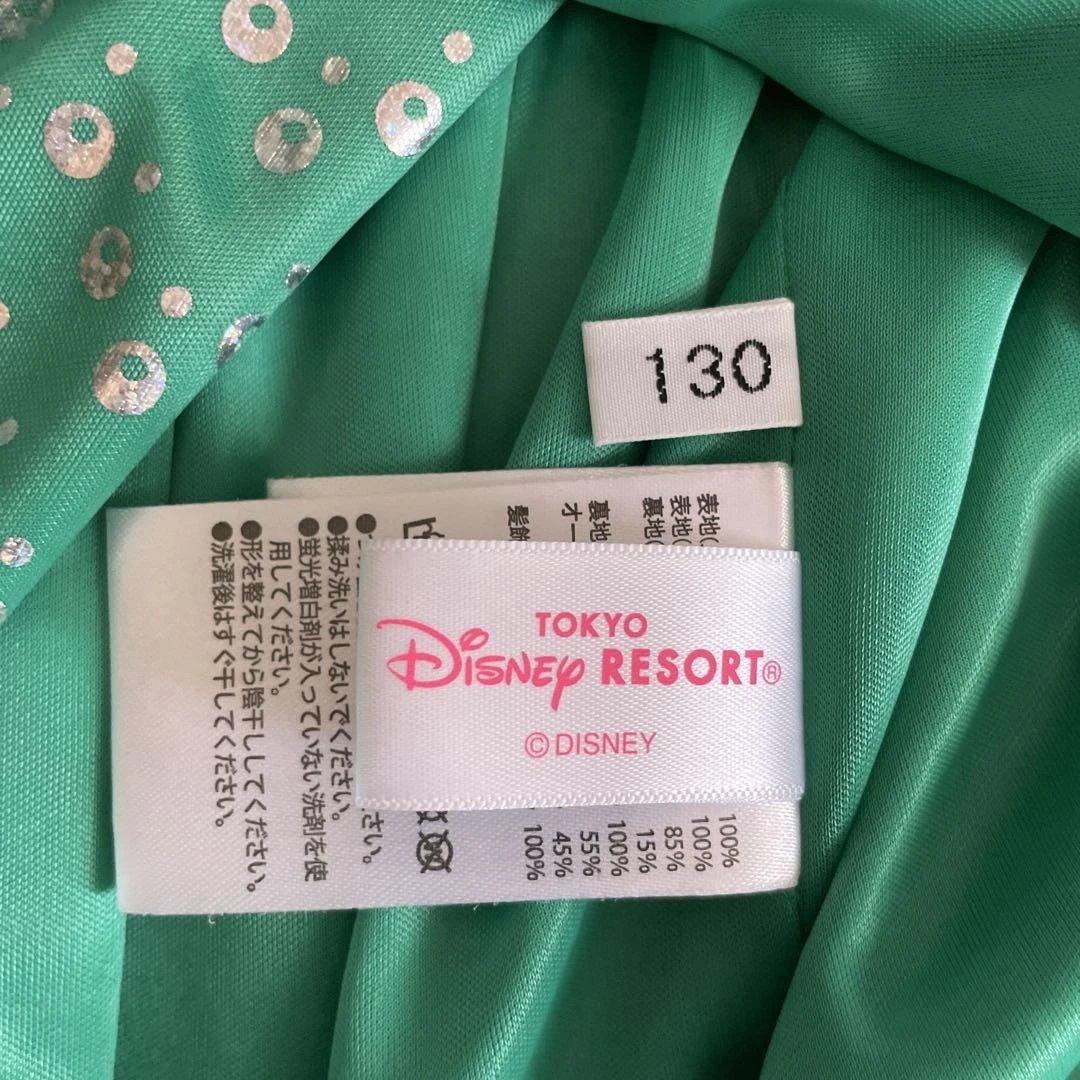 130
TOKYO
Disney RESORT®
©DISNEY
表地(
表地(
裏地
裏地
オー
髪飾
100%
100%
85%
15%
100%
55%
45%
100%
さい。
●揉み洗いはしないでください。
●蛍光増白剤が入っていない洗剤を使
用してください。
●形を整えてから陰干ししてください。
●洗濯後はすぐ干してください。